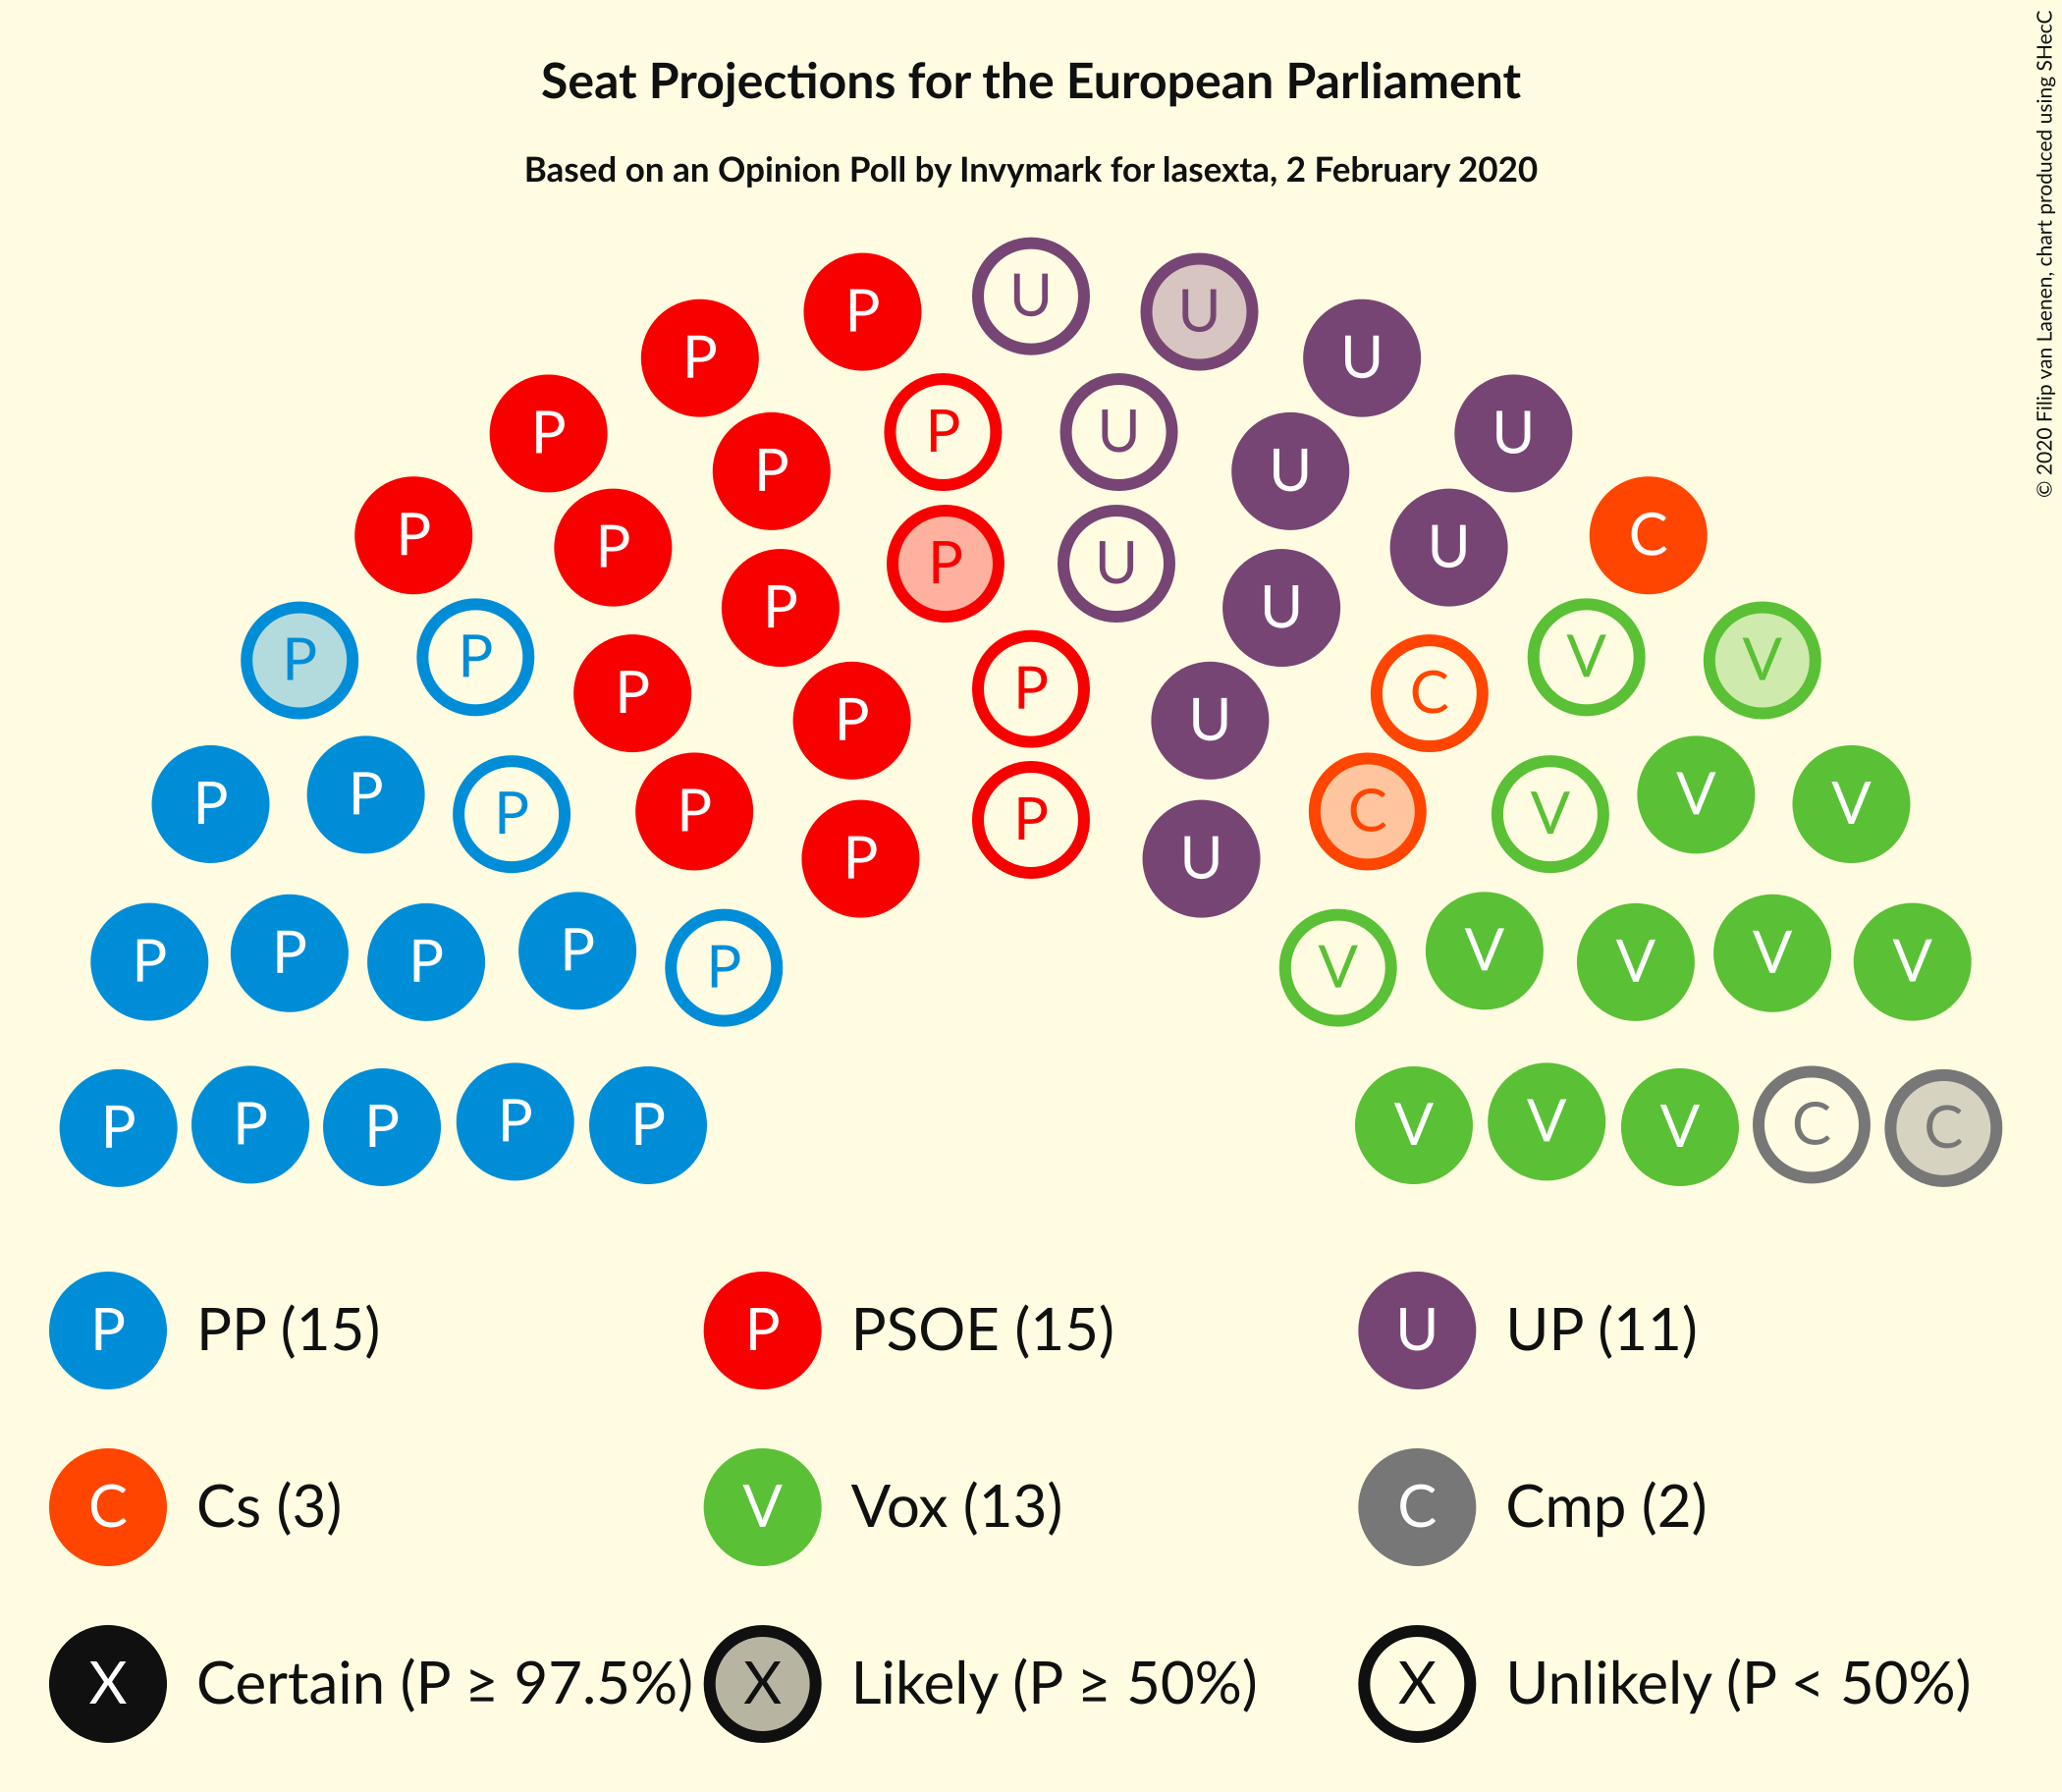 Seat Projections for the European Parliament
Based on an Opinion Poll by Invymark for lasexta, 2 February 2020
© 2020 Filip van Laenen, chart produced using SHecC
U
P U
P U
P P U U
P P U
P P U C
P U
P P P U V V
P P C
P P U
P P V V
P P P C V
P P U
P P P V V V
P P P V V
P P P P P V V V C C
P PP (15) P PSOE (15) U UP (11)
C Cs (3) V Vox (13) C Cmp (2)
X Certain (P ≥ 97.5%) X Likely (P ≥ 50%) X Unlikely (P < 50%)